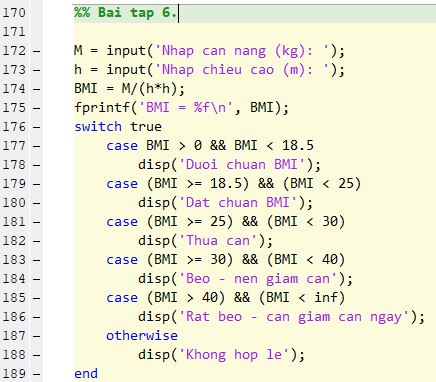 170 %% Bai tap 6.
171
172 – M = input('Nhap can nang (kg): ');
173 – h = input('Nhap chieu cao (m): ');
174 – BMI = M/(h*h);
175 – fprintf('BMI = %f\n', BMI);
176 – switch true
177 – case BMI > 0 && BMI < 18.5
178 – disp('Duoi chuan BMI');
179 – case (BMI >= 18.5) && (BMI < 25)
180 – disp('Dat chuan BMI');
181 – case (BMI >= 25) && (BMI < 30)
182 – disp('Thua can');
183 – case (BMI >= 30) && (BMI < 40)
184 – disp('Beo - nen giam can');
185 – case (BMI > 40) && (BMI < inf)
186 – disp('Rat beo - can giam can ngay');
187 – otherwise
188 – disp('Khong hop le');
189 – end